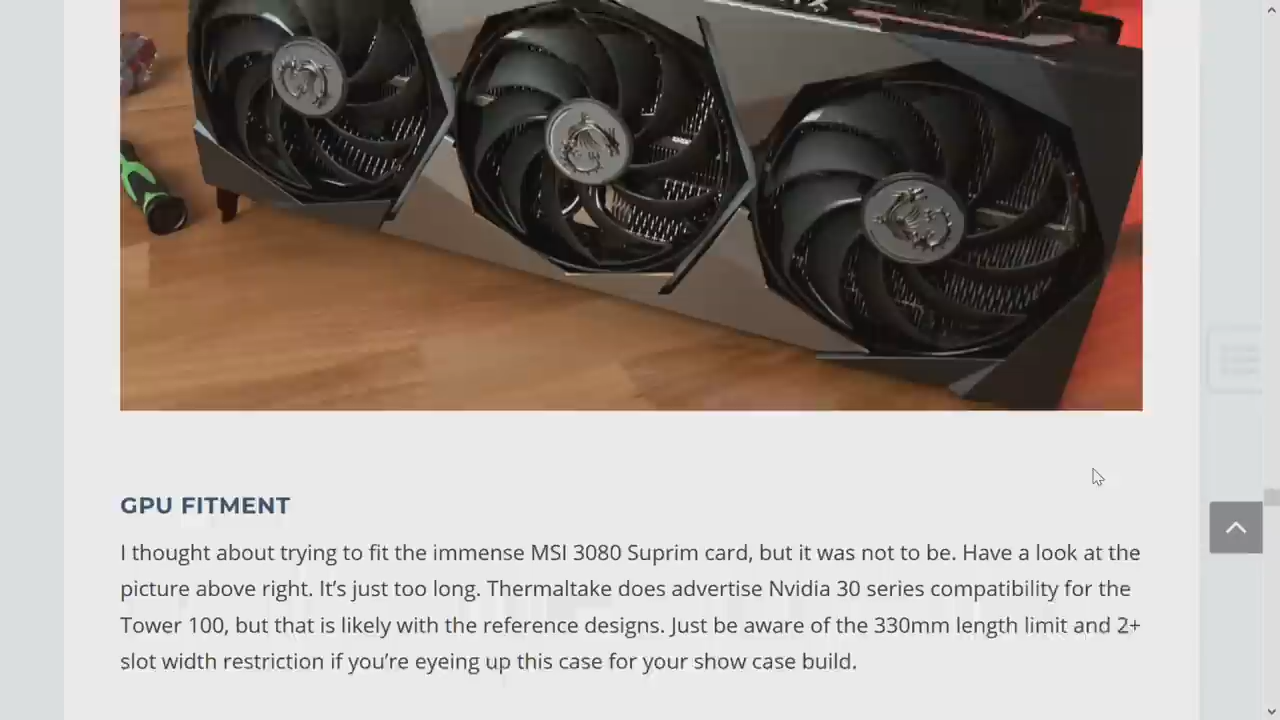 GPU FITMENT
I thought about trying to fit the immense MSI 3080 Suprim card, but it was not to be. Have a look at the
picture above right. It’s just too long. Thermaltake does advertise Nvidia 30 series compatibility for the
Tower 100, but that is likely with the reference designs. Just be aware of the 330mm length limit and 2+
slot width restriction if you’re eyeing up this case for your show case build.